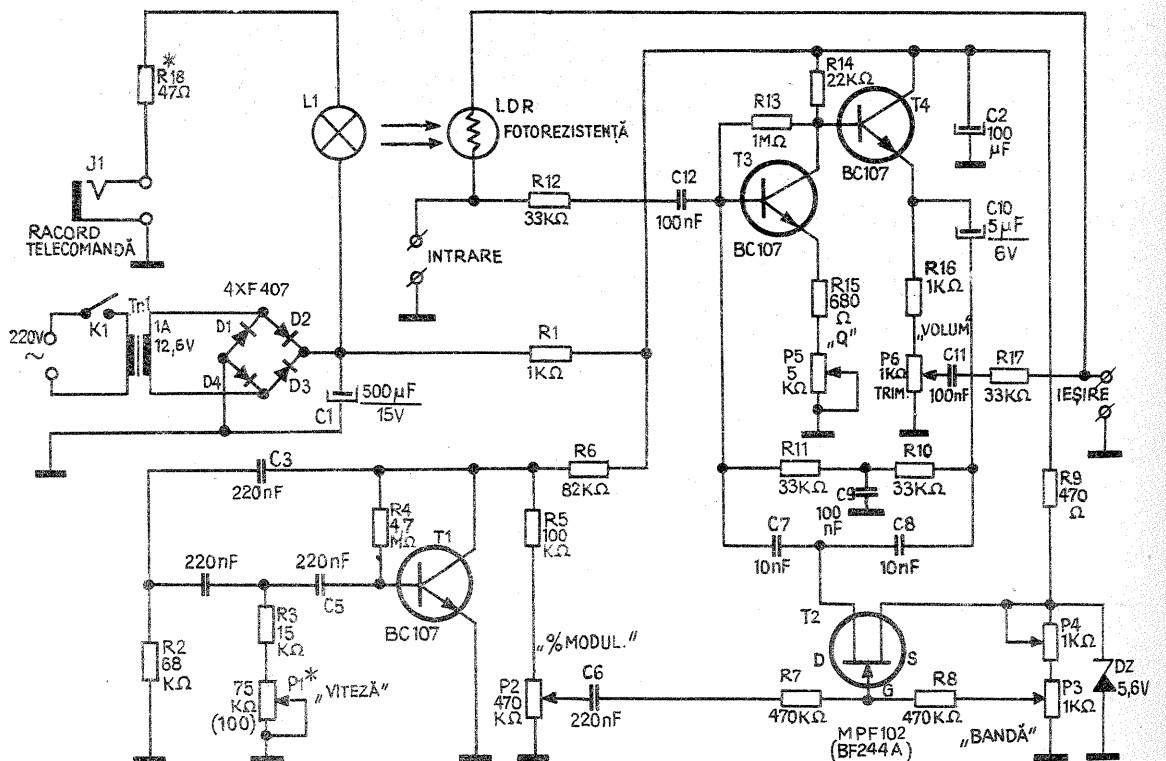 R18*
47Ω
L1
LDR
FOTOREZISTENȚĂ
J1
RACORD
TELECOMANDĂ
R12
33KΩ
INTRARE
C12
100nF
R13
1MΩ
R14
22KΩ
T4
BC107
T3
BC107
C2
100
µF
C10
5µF
6V
R15
680
Ω
„Q"
P5
5
KΩ
R16
1KΩ
„VOLUM"
P6
1KΩ
TRIM.
C11
100nF
R17
33KΩ
IEȘIRE
220V
~
K1
Tr1
1A
12,6V
4XF407
D1
D2
D4
D3
C1
500µF
15V
R1
1KΩ
C3
220nF
R6
82KΩ
R11
33KΩ
R10
33KΩ
C9
100
nF
R9
470
Ω
C7
10nF
C8
10nF
R4
4,7
MΩ
T1
BC107
R5
100
KΩ
220nF
220nF
C5
R2
68
KΩ
R3
15
KΩ
P1*
„VITEZĂ"
75
KΩ
(100)
„%MODUL."
P2
470
KΩ
C6
220nF
T2
D
S
G
R7
470KΩ
R8
470KΩ
MPF102
(BF244A)
P4
1KΩ
P3
1KΩ
„BANDĂ"
DZ
5,6V